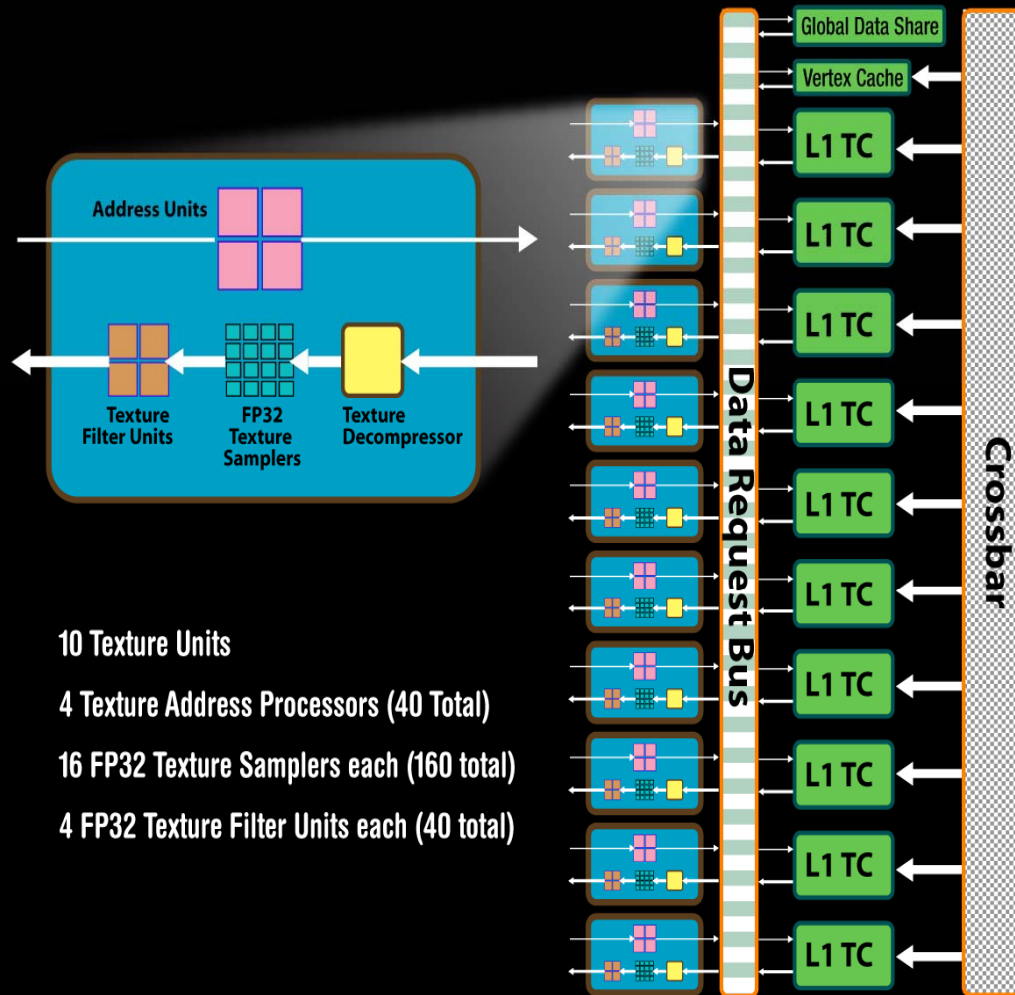 Global Data Share
Vertex Cache
Address Units
Texture
Filter Units
FP32
Texture
Samplers
Texture
Decompressor
10 Texture Units
4 Texture Address Processors (40 Total)
16 FP32 Texture Samplers each (160 total)
4 FP32 Texture Filter Units each (40 total)
Data Request Bus
L1 TC
L1 TC
L1 TC
L1 TC
L1 TC
L1 TC
L1 TC
L1 TC
L1 TC
L1 TC
Crossbar